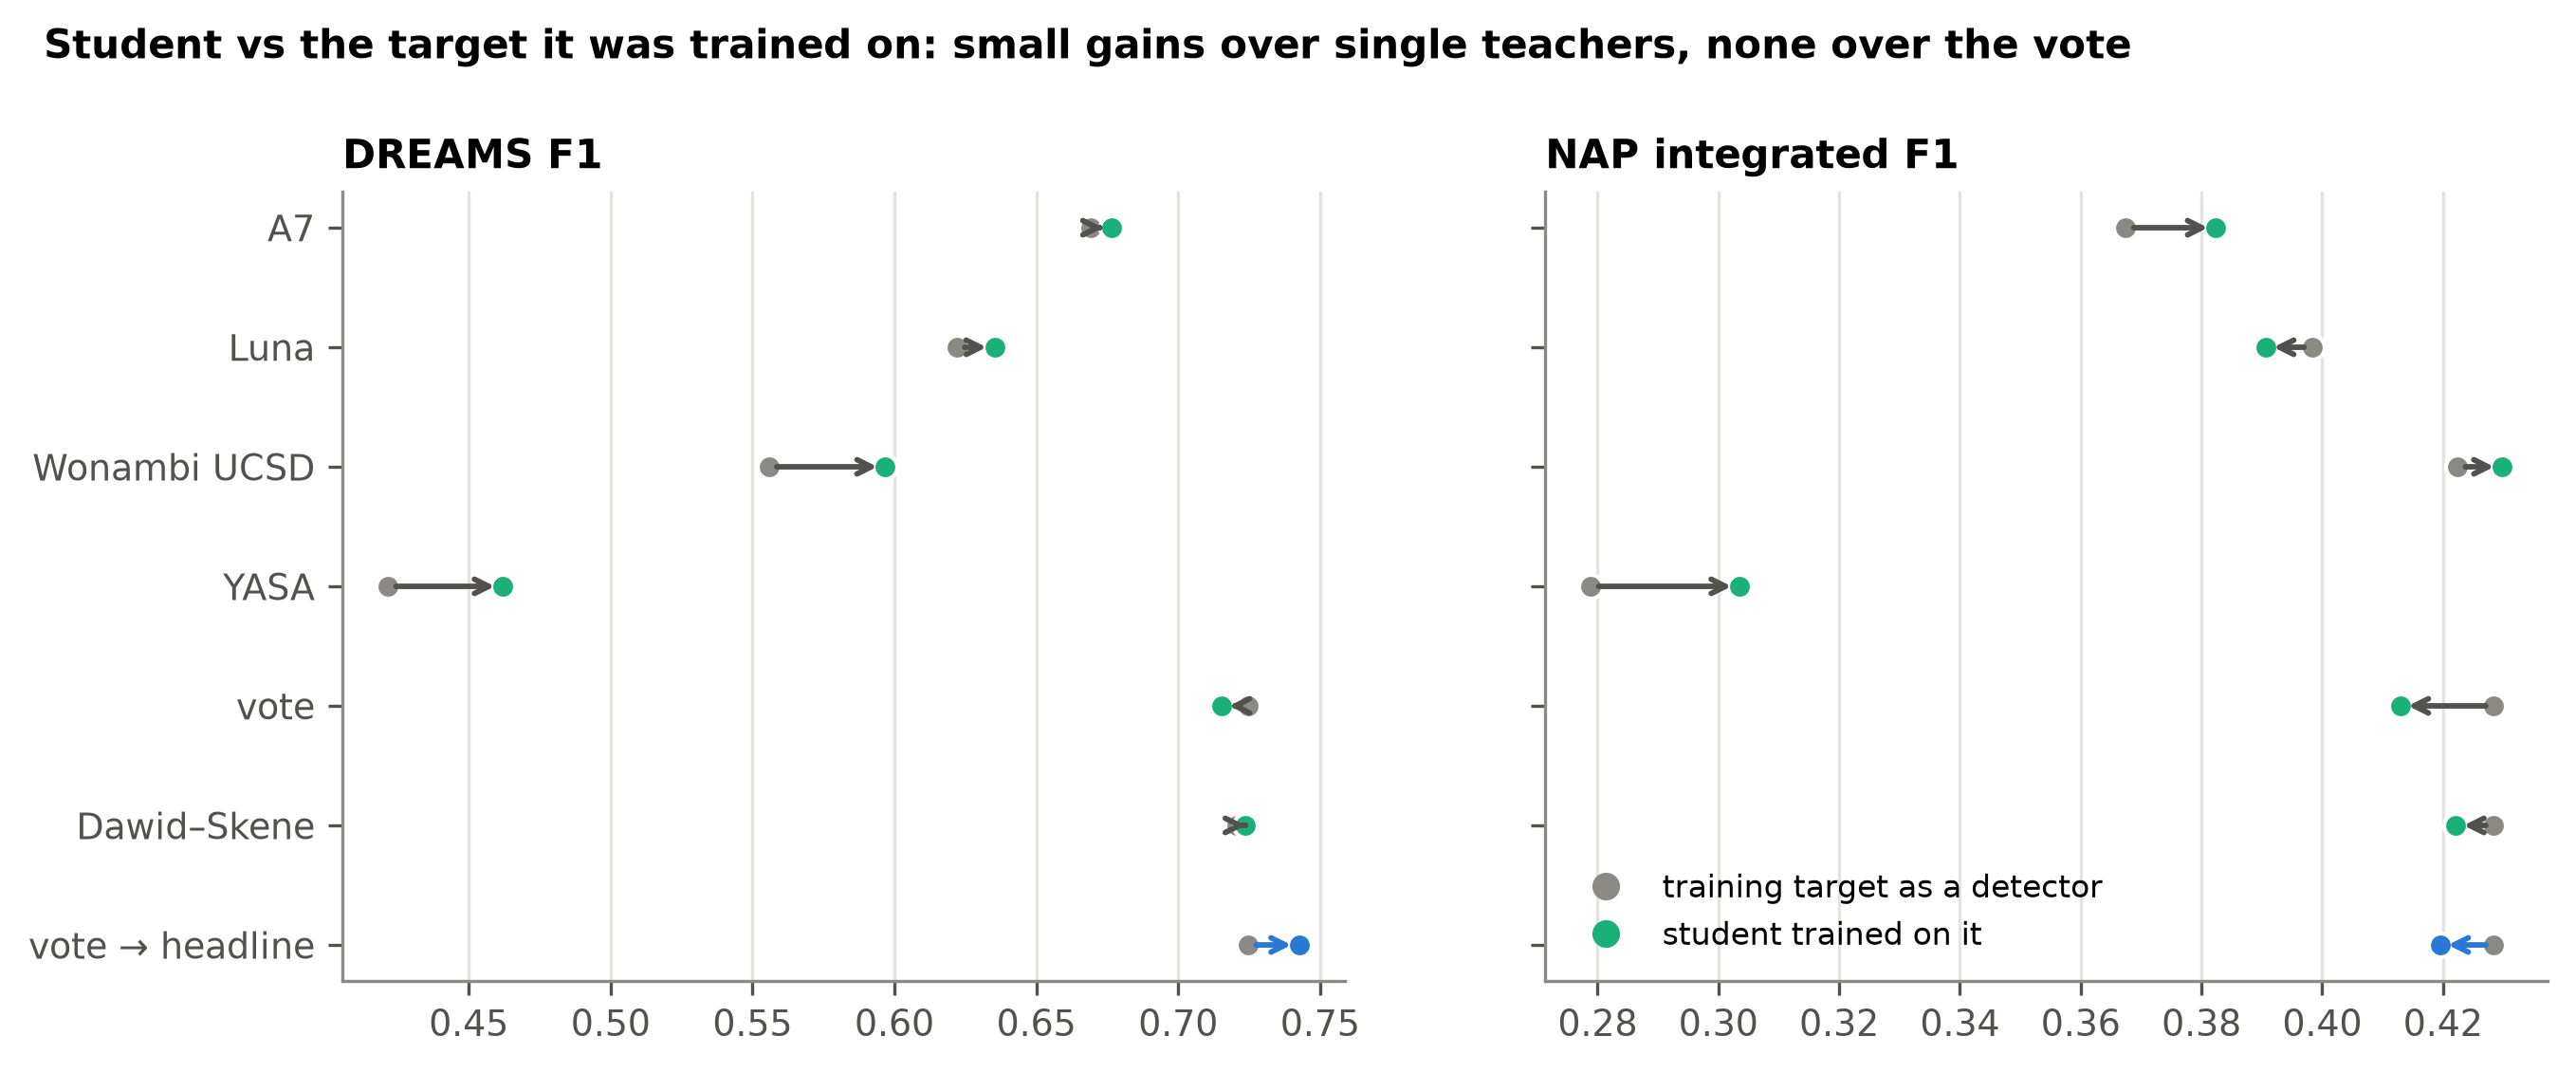 Student vs the target it was trained on: small gains over single teachers, none over the vote
DREAMS F1
NAP integrated F1
A7
Luna
Wonambi UCSD
YASA
vote
Dawid–Skene
vote → headline
training target as a detector
student trained on it
0.45 0.50 0.55 0.60 0.65 0.70 0.75
0.28 0.30 0.32 0.34 0.36 0.38 0.40 0.42